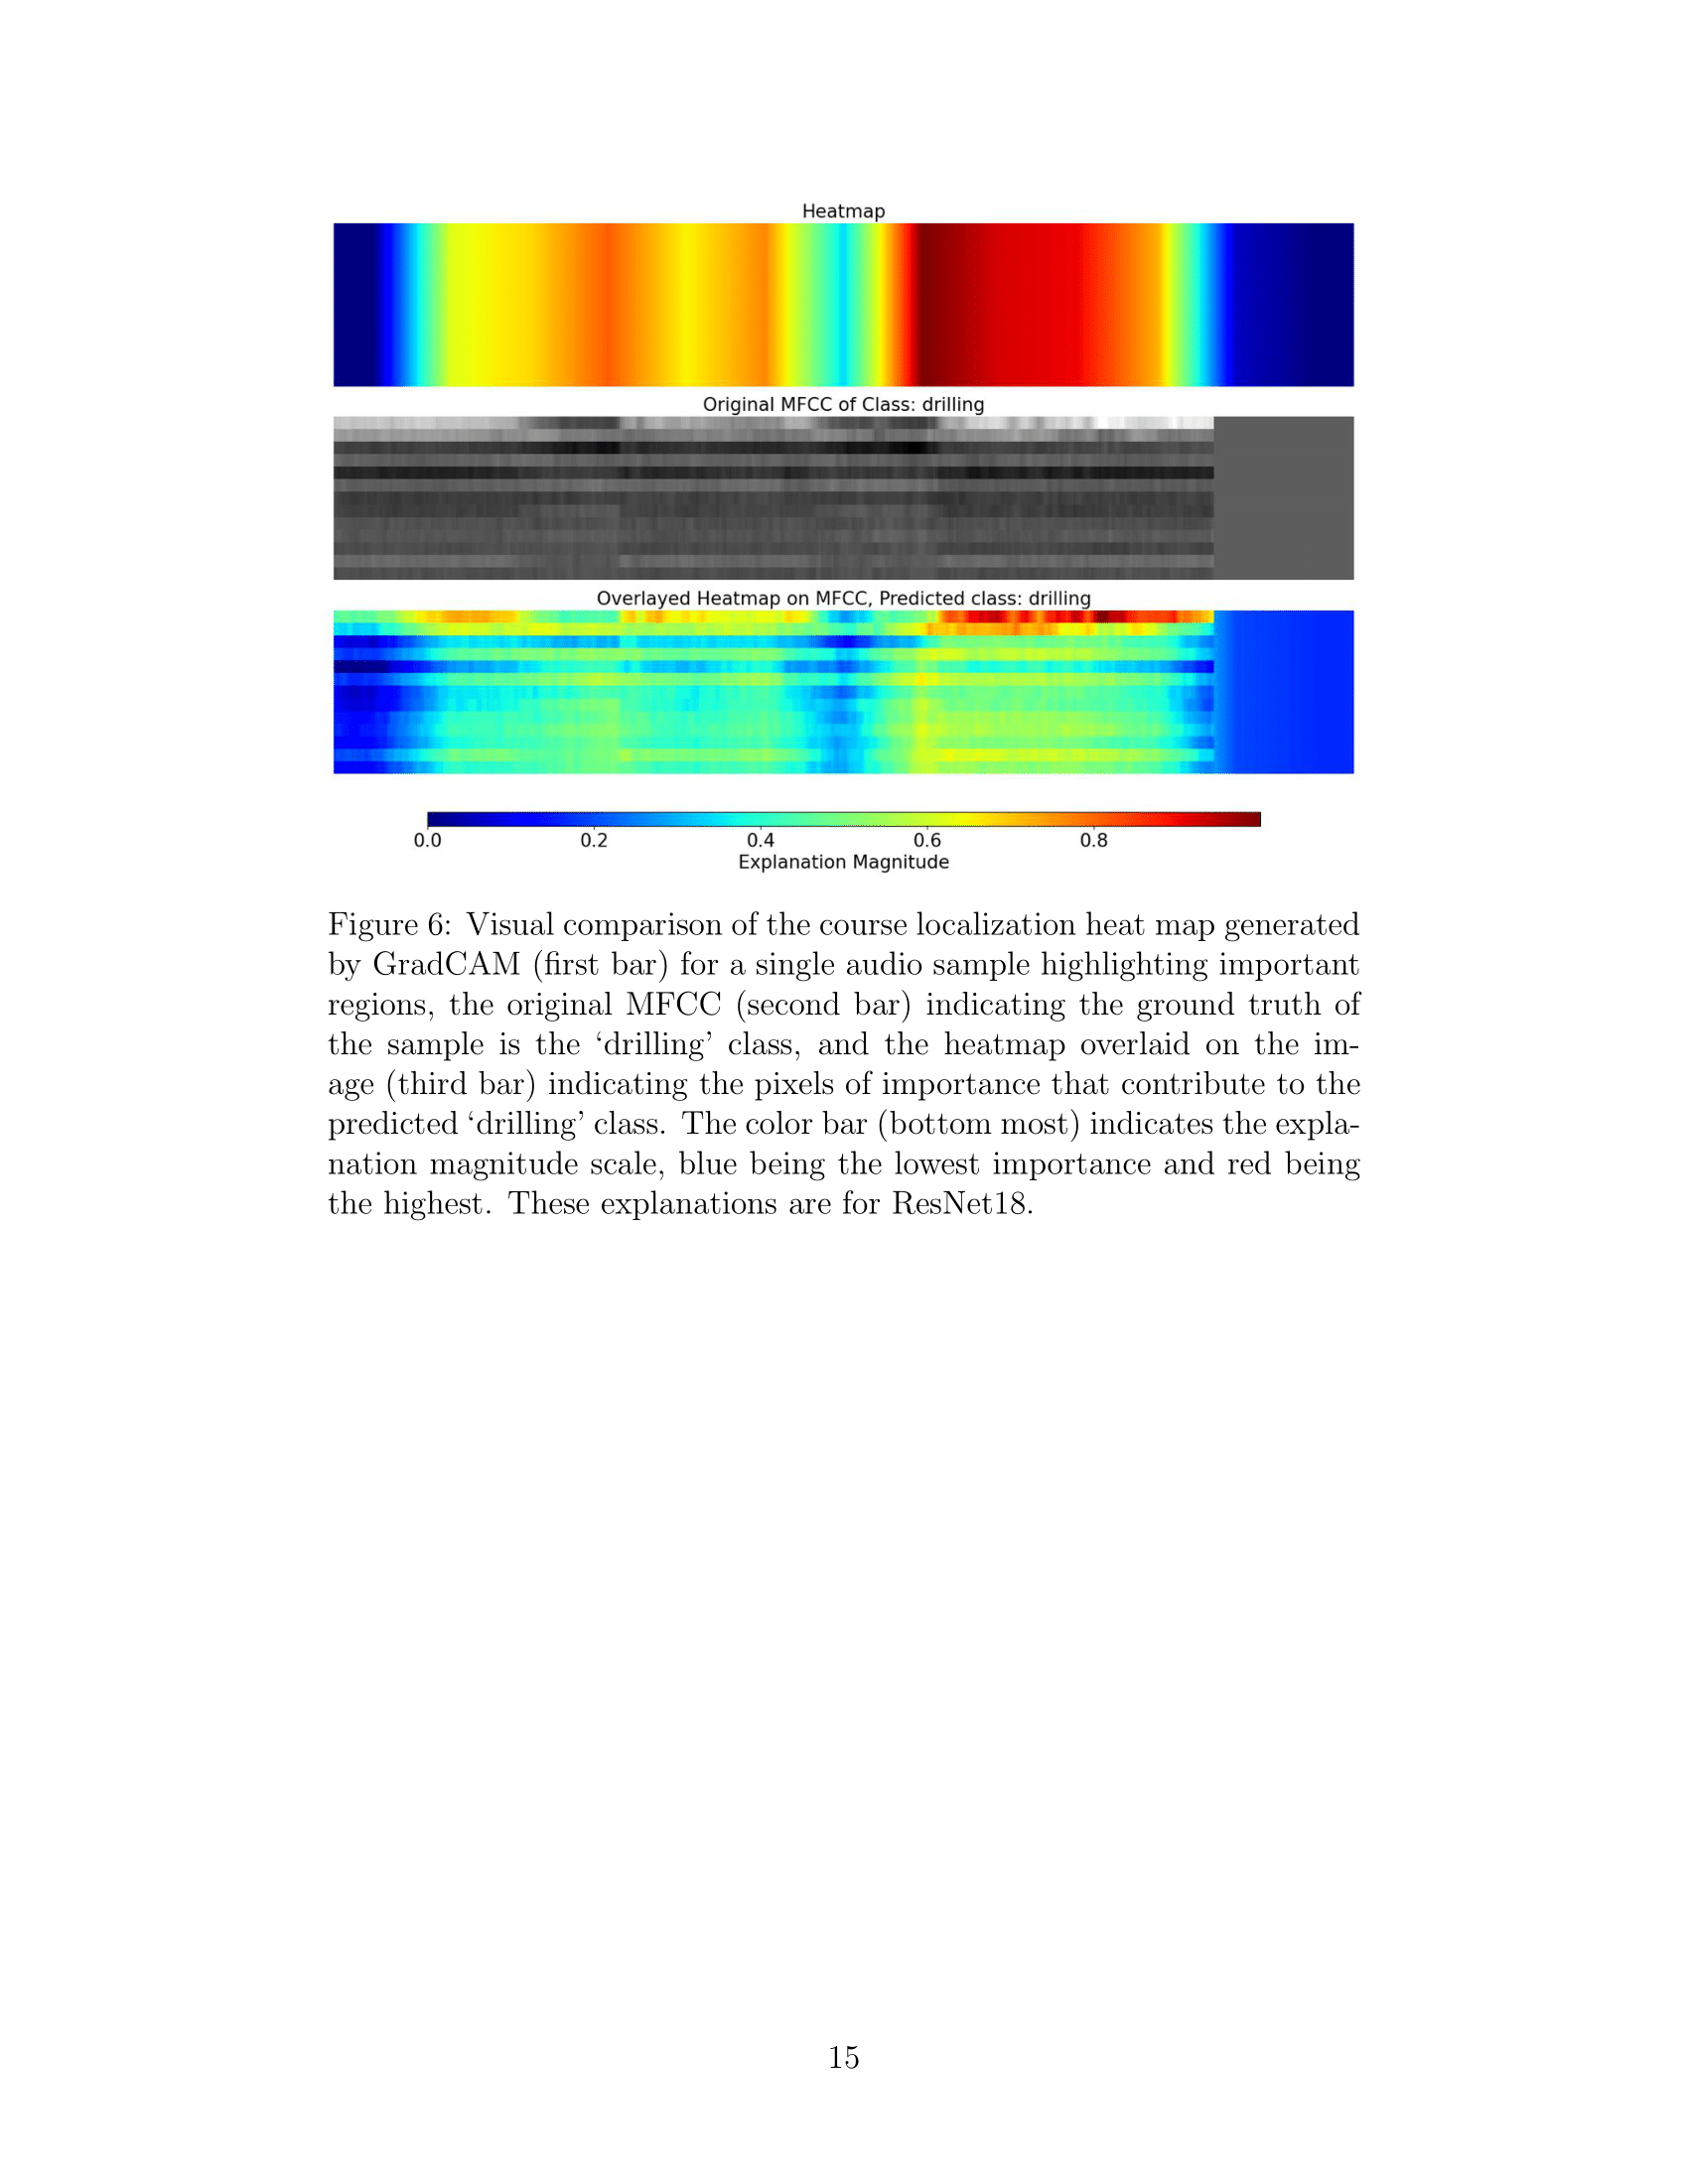 Heatmap
Original MFCC of Class: drilling
Overlayed Heatmap on MFCC, Predicted class: drilling
0.0 0.2 0.4 0.6 0.8
Explanation Magnitude
Figure 6: Visual comparison of the course localization heat map generated
by GradCAM (first bar) for a single audio sample highlighting important
regions, the original MFCC (second bar) indicating the ground truth of
the sample is the ‘drilling’ class, and the heatmap overlaid on the im-
age (third bar) indicating the pixels of importance that contribute to the
predicted ‘drilling’ class. The color bar (bottom most) indicates the expla-
nation magnitude scale, blue being the lowest importance and red being
the highest. These explanations are for ResNet18.
15